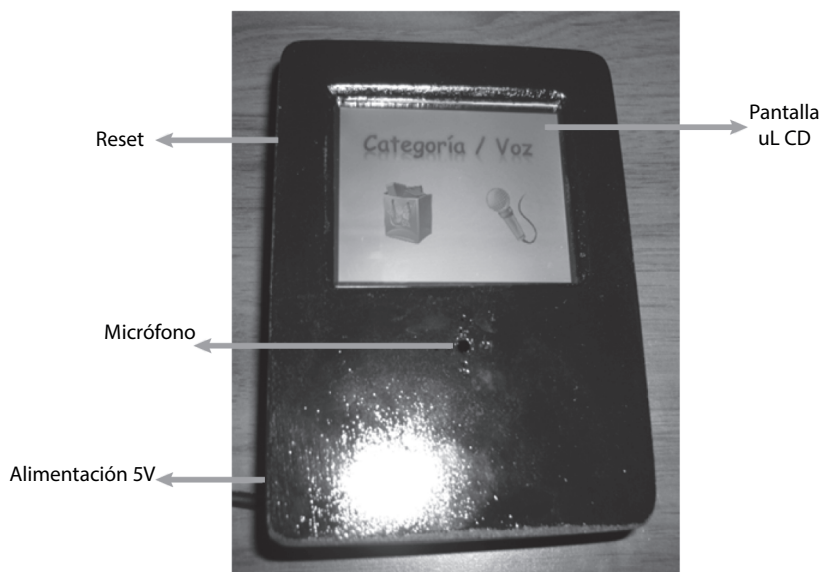 Pantalla
uL CD
Reset
Categoría / Voz
Micrófono
Alimentación 5V